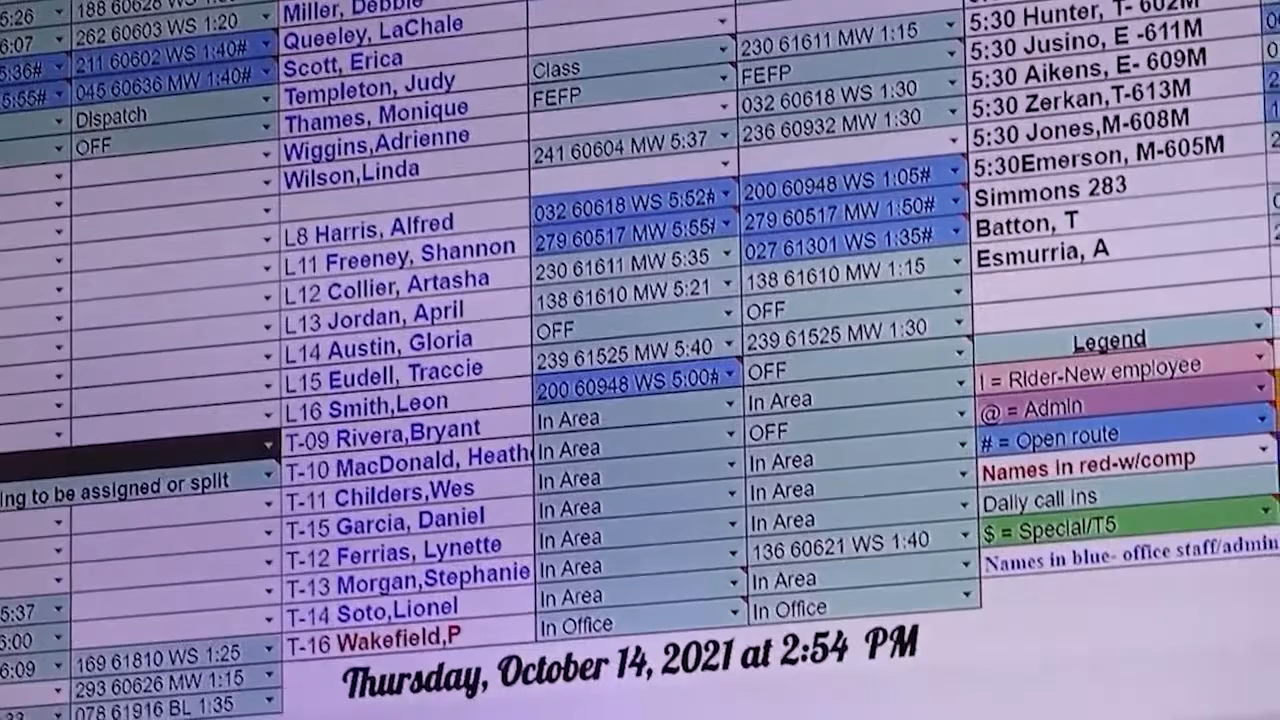 5:26 188 60628 WS 1:30 Miller, Debbie
6:07 262 60603 WS 1:20 Queeley, LaChale
5:36# 211 60602 WS 1:40# Scott, Erica
5:55# 045 60636 MW 1:40# Templeton, Judy
Dispatch Thames, Monique
OFF Wiggins,Adrienne
Wilson,Linda
Class 230 61611 MW 1:15
FEFP FEFP
032 60618 WS 1:30
241 60604 MW 5:37 236 60932 MW 1:30
L8 Harris, Alfred 032 60618 WS 5:52# 200 60948 WS 1:05#
L11 Freeney, Shannon 279 60517 MW 5:55# 279 60517 MW 1:50#
L12 Collier, Artasha 230 61611 MW 5:35 027 61301 WS 1:35#
L13 Jordan, April 138 61610 MW 5:21 138 61610 MW 1:15
L14 Austin, Gloria OFF OFF
L15 Eudell, Traccie 239 61525 MW 5:40 239 61525 MW 1:30
L16 Smith,Leon 200 60948 WS 5:00# OFF
T-09 Rivera,Bryant In Area In Area
T-10 MacDonald, Heath In Area OFF
T-11 Childers,Wes In Area In Area
T-15 Garcia, Daniel In Area In Area
T-12 Ferrias, Lynette In Area In Area
T-13 Morgan,Stephanie In Area 136 60621 WS 1:40
T-14 Soto,Lionel In Area In Area
T-16 Wakefield,P In Office In Office
ing to be assigned or split
5:37
6:00
6:09 169 61810 WS 1:25
293 60626 MW 1:15
078 61916 BL 1:35
5:30 Hunter, T- 602M
5:30 Jusino, E -611M
5:30 Aikens, E- 609M
5:30 Zerkan,T-613M
5:30 Jones,M-608M
5:30Emerson, M-605M
Simmons 283
Batton, T
Esmurria, A
Legend
! = Rider-New employee
@ = Admin
# = Open route
Names in red-w/comp
Daily call ins
$ = Special/T5
Names in blue- office staff/admin
Thursday, October 14, 2021 at 2:54 PM